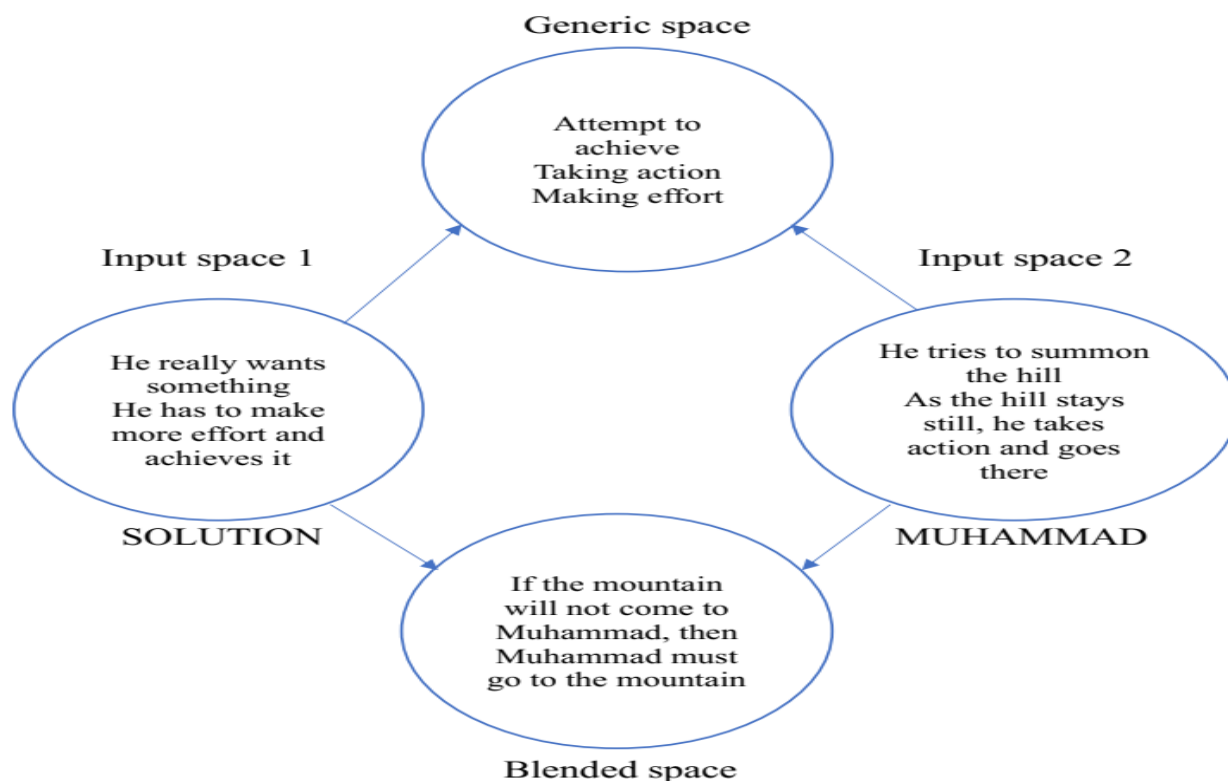 Generic space
Attempt to
achieve
Taking action
Making effort
Input space 1
Input space 2
He really wants
something
He has to make
more effort and
achieves it
He tries to summon
the hill
As the hill stays
still, he takes
action and goes
there
SOLUTION
MUHAMMAD
If the mountain
will not come to
Muhammad, then
Muhammad must
go to the mountain
Blended space